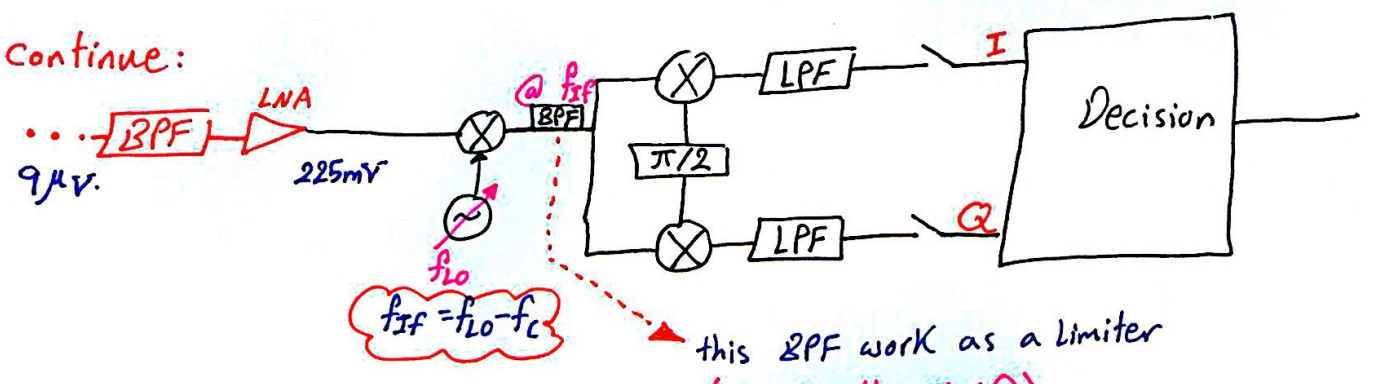 Continue:
LNA
@ fIf
... BPF
BPF
9μV.
225mV
fLO
fIf = fLO - fc
LPF
π/2
LPF
I
Q
Decision
this BPF work as a Limiter